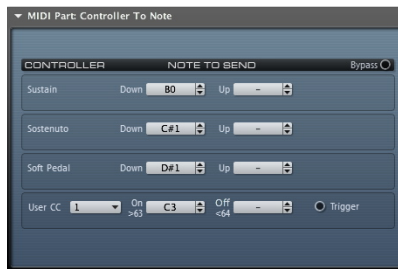 MIDI Part: Controller To Note
CONTROLLER NOTE TO SEND Bypass
Sustain Down B0 Up -
Sostenuto Down C#1 Up -
Soft Pedal Down D#1 Up -
User CC 1 On >63 C3 Off <64 - Trigger